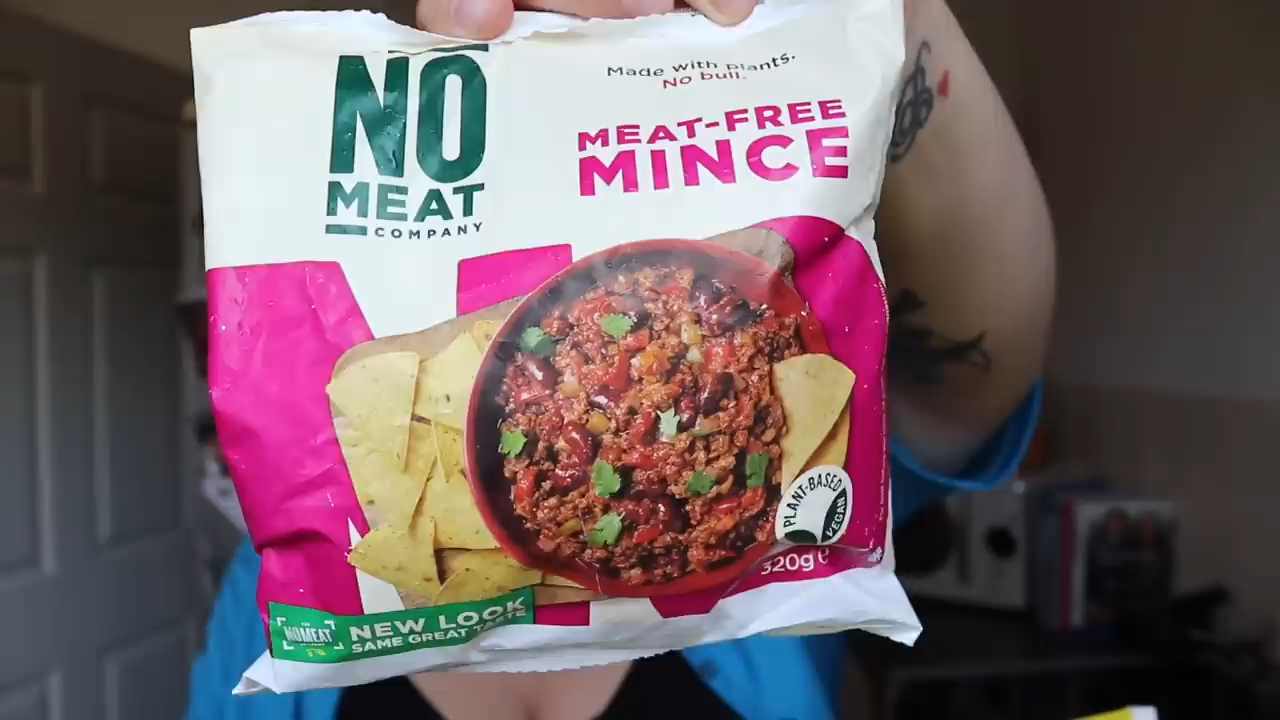 NO
MEAT
COMPANY
Made with plants.
No bull.
MEAT-FREE
MINCE
PLANT-BASED
VEGAN
320g e
NOMEAT
NEW LOOK
SAME GREAT TASTE